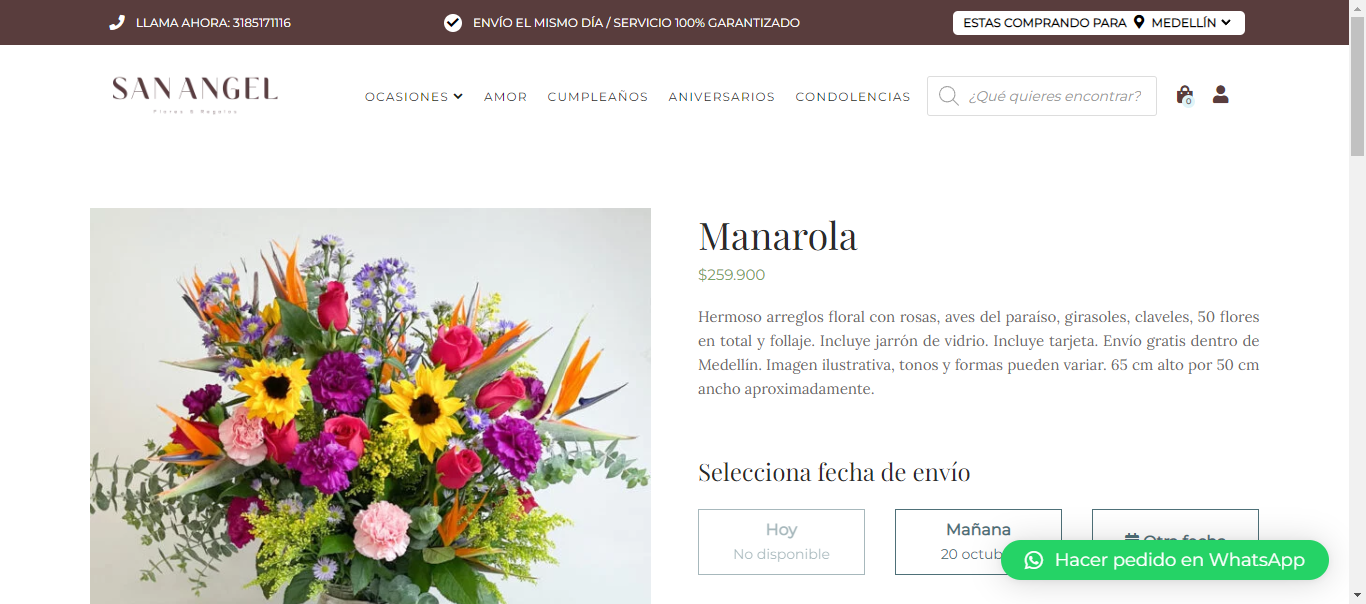 LLAMA AHORA: 3185171116
ENVÍO EL MISMO DÍA / SERVICIO 100% GARANTIZADO
ESTAS COMPRANDO PARA MEDELLÍN
SAN ANGEL
Flores & Regalos
OCASIONES AMOR CUMPLEAÑOS ANIVERSARIOS CONDOLENCIAS
¿Qué quieres encontrar?
0
Manarola
$259.900
Hermoso arreglos floral con rosas, aves del paraíso, girasoles, claveles, 50 flores
en total y follaje. Incluye jarrón de vidrio. Incluye tarjeta. Envío gratis dentro de
Medellín. Imagen ilustrativa, tonos y formas pueden variar. 65 cm alto por 50 cm
ancho aproximadamente.
Selecciona fecha de envío
Hoy
No disponible
Mañana
20 octub
Otra fecha
Hacer pedido en WhatsApp